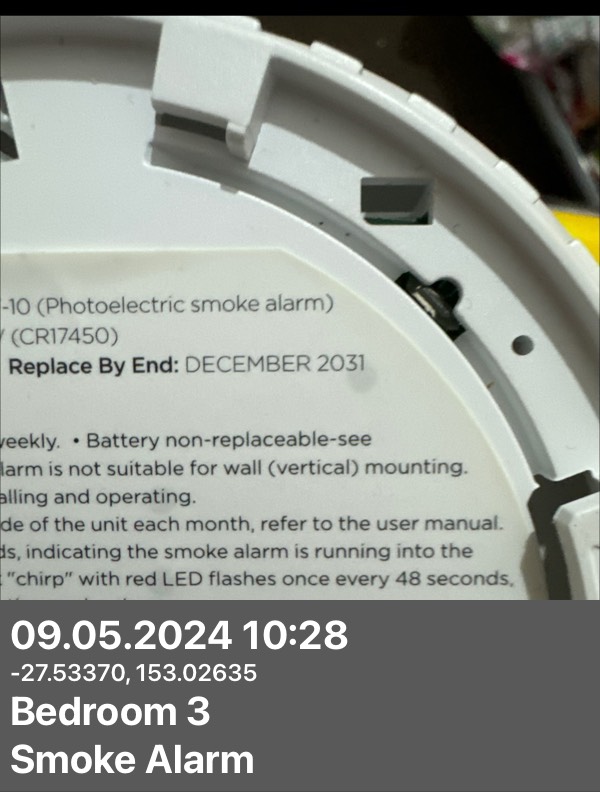 -10 (Photoelectric smoke alarm)
(CR17450)
Replace By End: DECEMBER 2031
weekly. • Battery non-replaceable-see
larm is not suitable for wall (vertical) mounting.
alling and operating.
de of the unit each month, refer to the user manual.
ds, indicating the smoke alarm is running into the
"chirp" with red LED flashes once every 48 seconds,
09.05.2024 10:28
-27.53370, 153.02635
Bedroom 3
Smoke Alarm